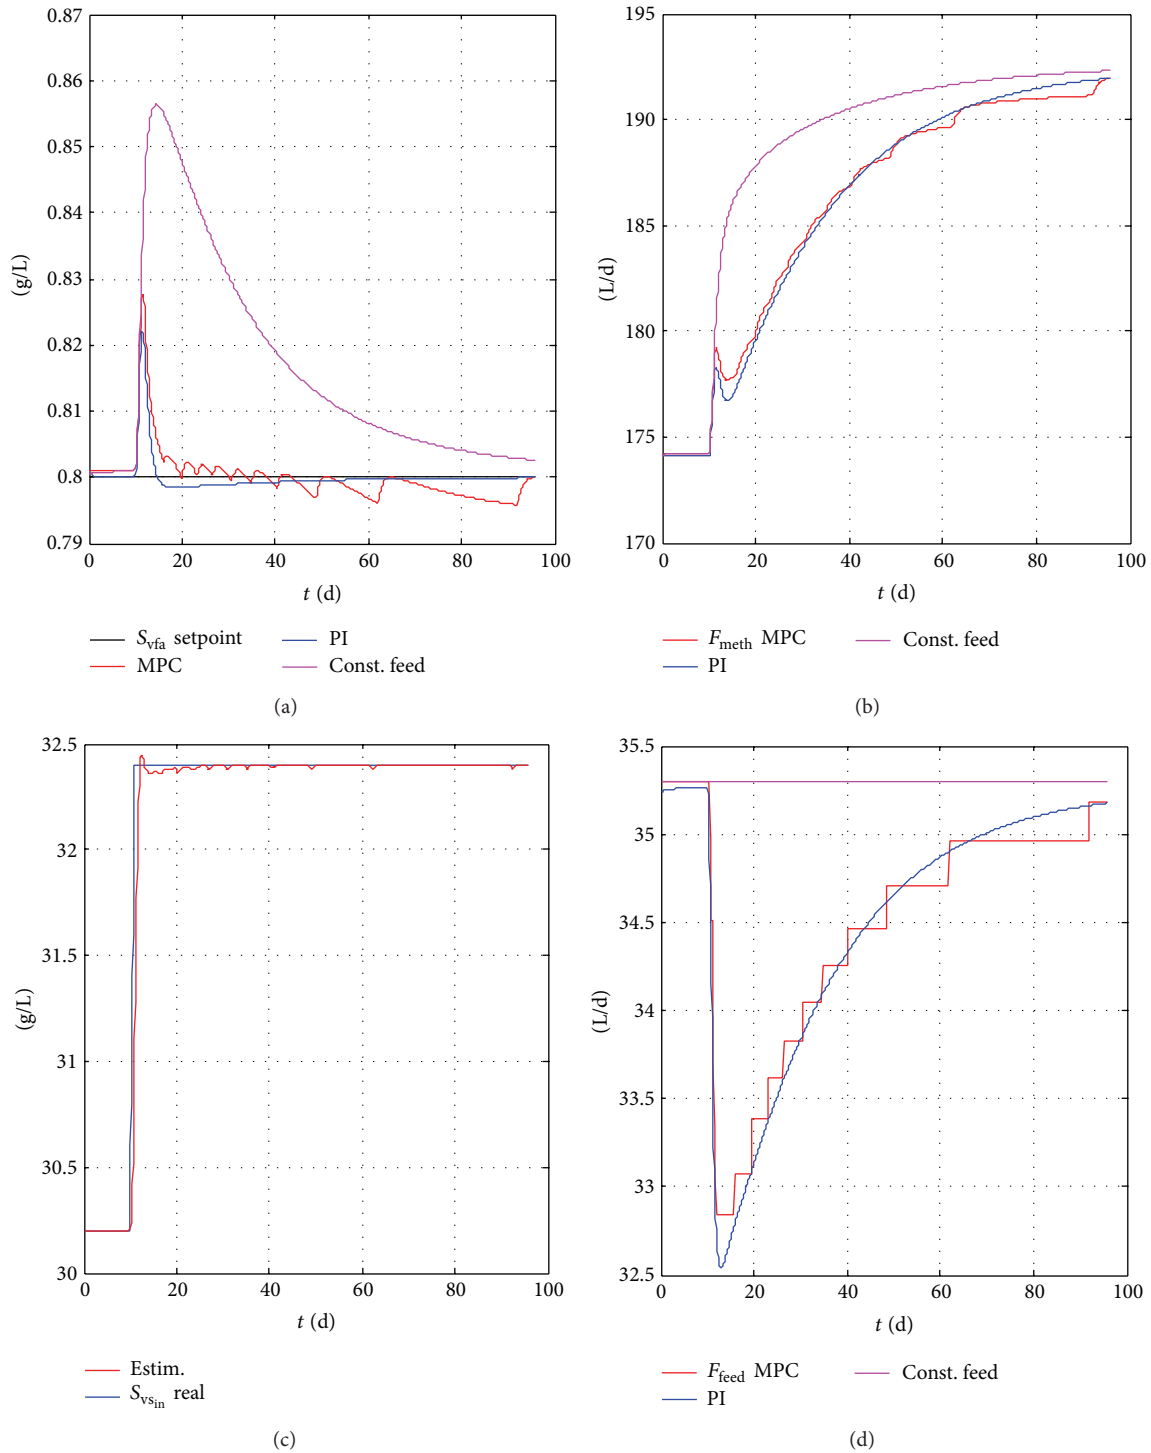 0.87
0.86
0.85
0.84
0.83
0.82
0.81
0.8
0.79
(g/L)
0 20 40 60 80 100
t (d)
S_vfa setpoint
MPC
PI
Const. feed
(a)
195
190
185
180
175
170
(L/d)
0 20 40 60 80 100
t (d)
F_meth MPC
PI
Const. feed
(b)
32.5
32
31.5
31
30.5
30
(g/L)
0 20 40 60 80 100
t (d)
Estim.
S_vs_in real
(c)
35.5
35
34.5
34
33.5
33
32.5
(L/d)
0 20 40 60 80 100
t (d)
F_feed MPC
PI
Const. feed
(d)